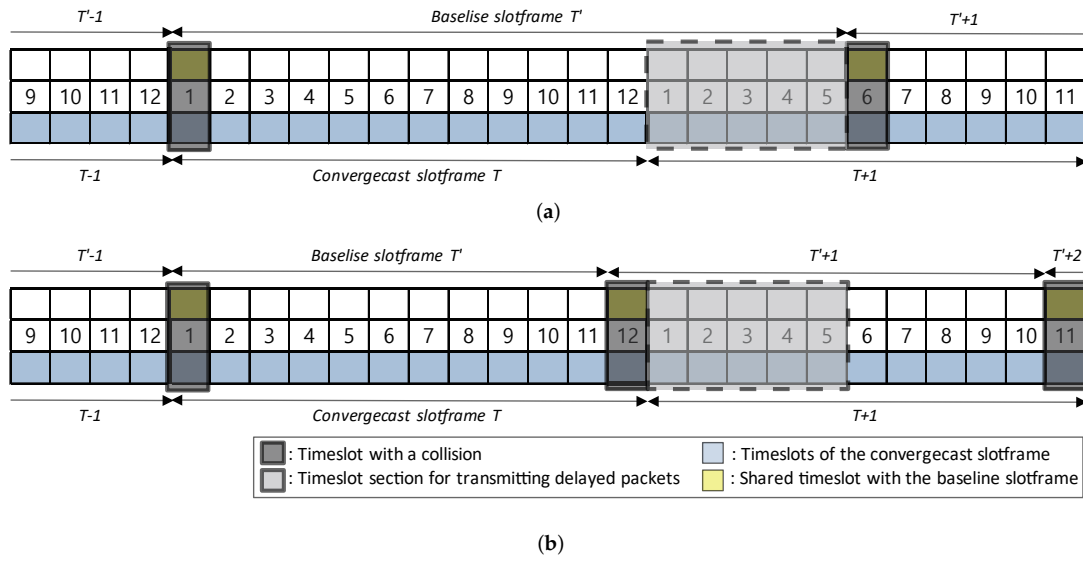 T'-1 Baselise slotframe T' T'+1
9 10 11 12 1 2 3 4 5 6 7 8 9 10 11 12 1 2 3 4 5 6 7 8 9 10 11
T-1 Convergecast slotframe T T+1
(a)
T'-1 Baselise slotframe T' T'+1 T'+2
9 10 11 12 1 2 3 4 5 6 7 8 9 10 11 12 1 2 3 4 5 6 7 8 9 10 11
T-1 Convergecast slotframe T T+1
: Timeslot with a collision : Timeslots of the convergecast slotframe
: Timeslot section for transmitting delayed packets : Shared timeslot with the baseline slotframe
(b)